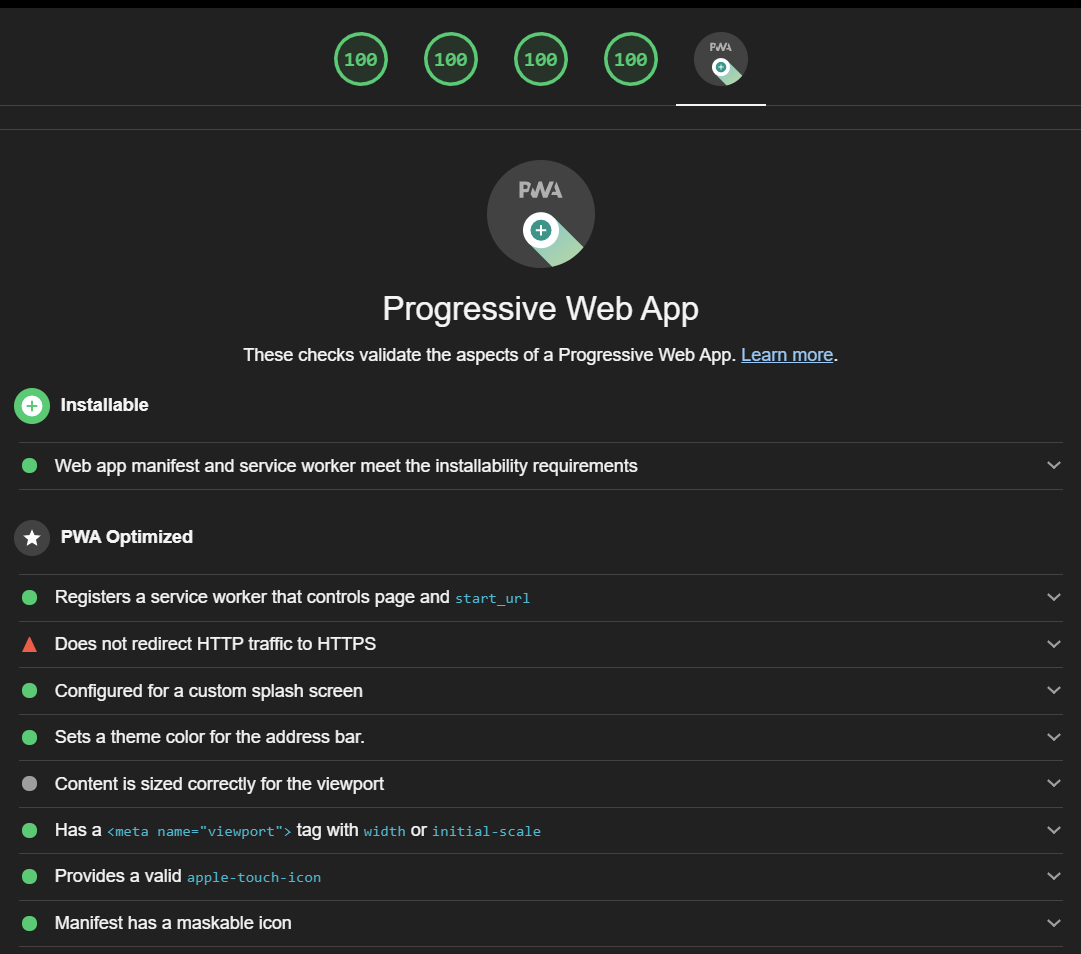 100 100 100 100 PWA
PWA
Progressive Web App
These checks validate the aspects of a Progressive Web App. Learn more.
Installable
Web app manifest and service worker meet the installability requirements
PWA Optimized
Registers a service worker that controls page and start_url
Does not redirect HTTP traffic to HTTPS
Configured for a custom splash screen
Sets a theme color for the address bar.
Content is sized correctly for the viewport
Has a <meta name="viewport"> tag with width or initial-scale
Provides a valid apple-touch-icon
Manifest has a maskable icon